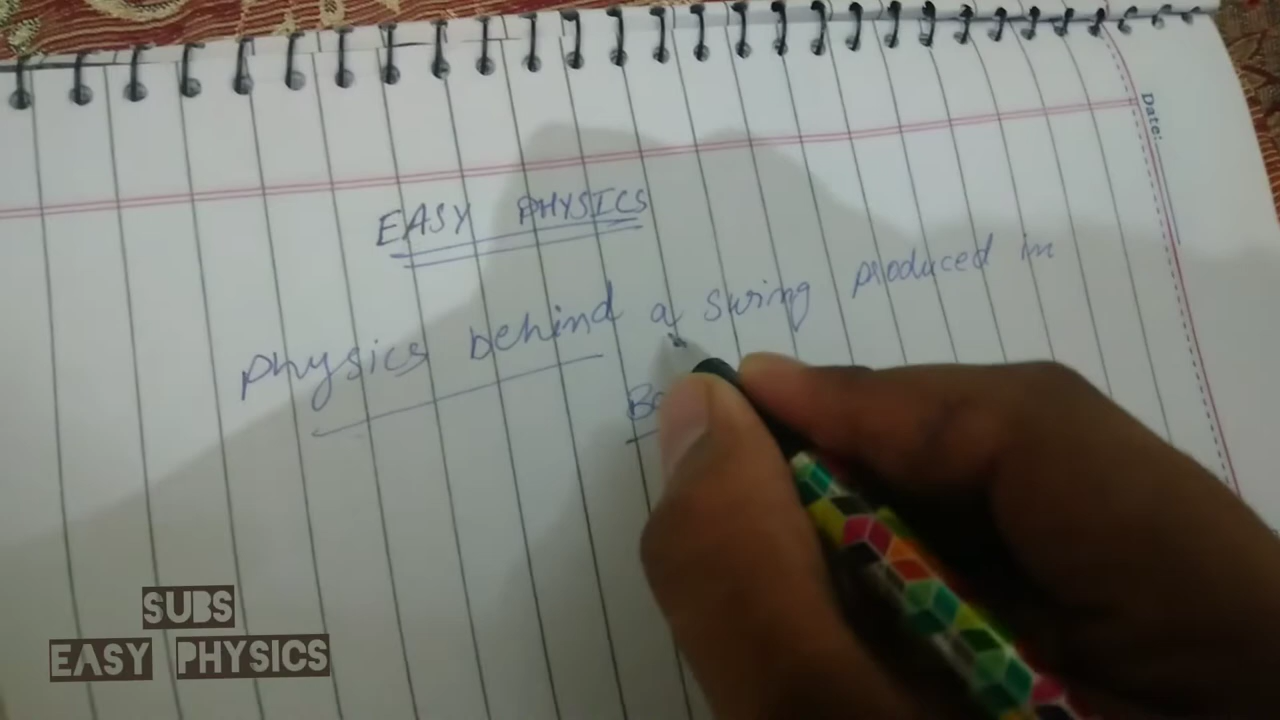 Date:
EASY PHYSICS
Physics behind a swing produced in
SUBS
EASY PHYSICS